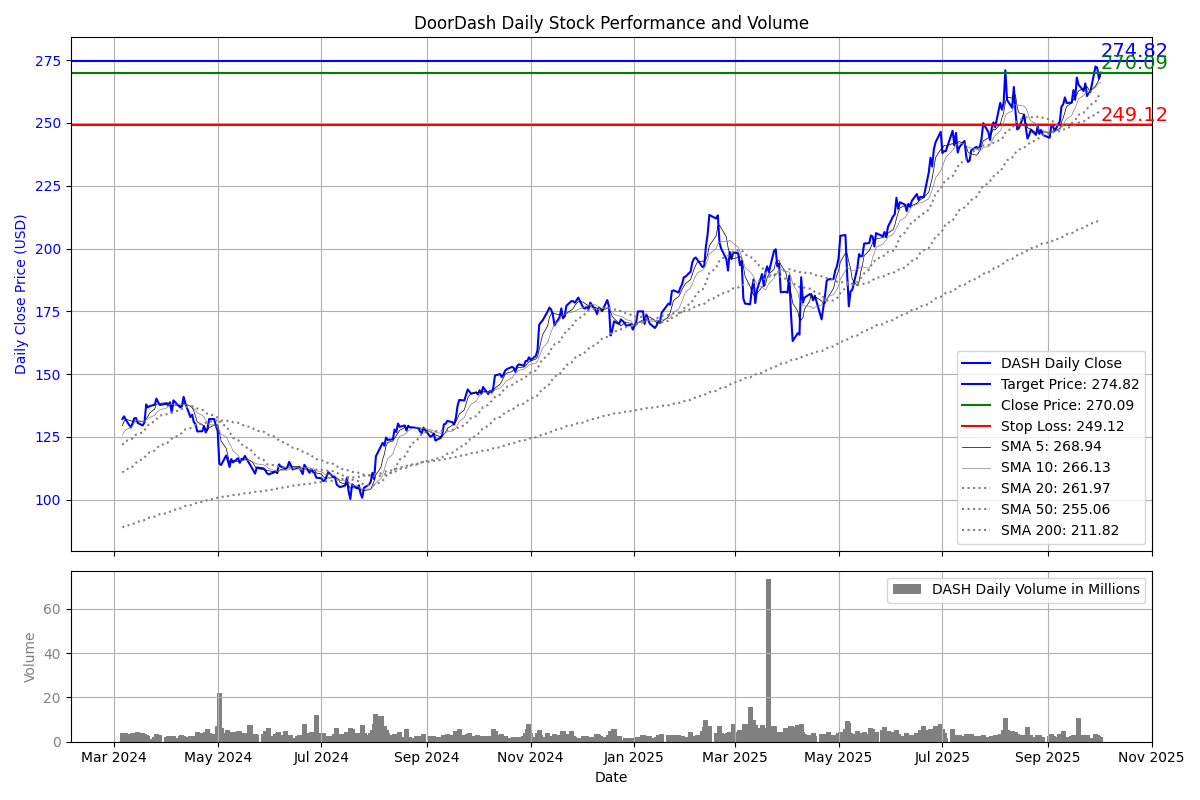 DoorDash Daily Stock Performance and Volume
274.82
270.09
249.12
275
250
225
200
175
150
125
100
Daily Close Price (USD)
DASH Daily Close
Target Price: 274.82
Close Price: 270.09
Stop Loss: 249.12
SMA 5: 268.94
SMA 10: 266.13
SMA 20: 261.97
SMA 50: 255.06
SMA 200: 211.82
DASH Daily Volume in Millions
60
40
20
0
Volume
Mar 2024 May 2024 Jul 2024 Sep 2024 Nov 2024 Jan 2025 Mar 2025 May 2025 Jul 2025 Sep 2025 Nov 2025
Date